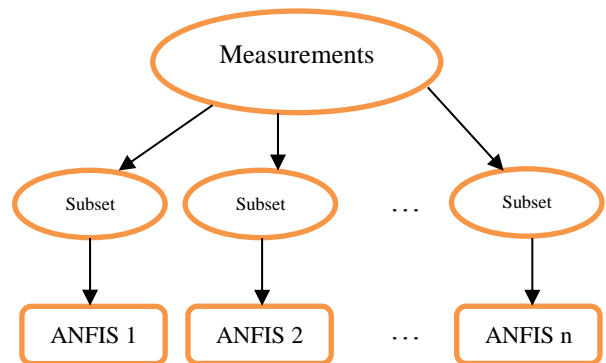 Measurements
Subset Subset ... Subset
ANFIS 1 ANFIS 2 ... ANFIS n